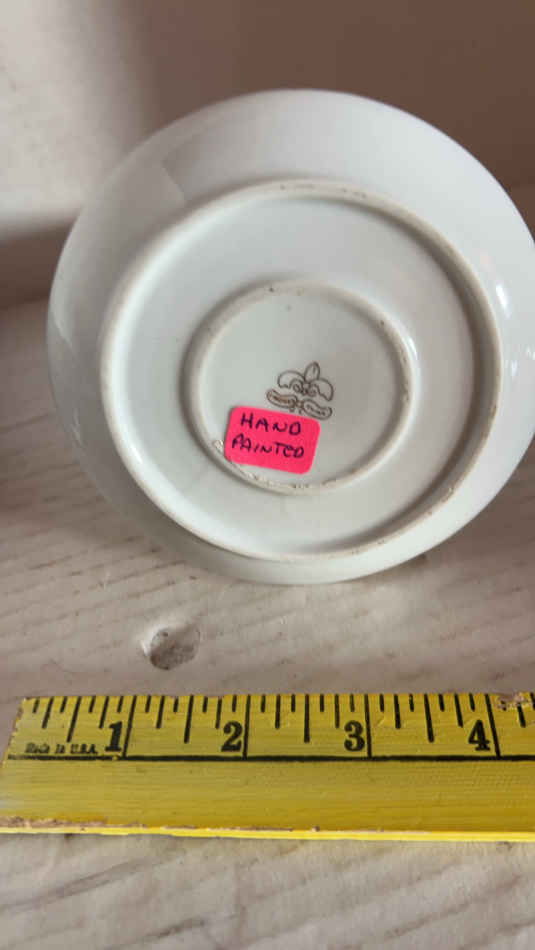 HAND
PAINTED
Made in U.S.A.
1 2 3 4